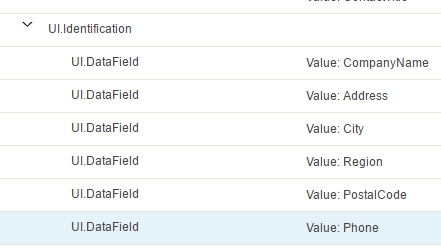 UI.Identification
UI.DataField Value: CompanyName
UI.DataField Value: Address
UI.DataField Value: City
UI.DataField Value: Region
UI.DataField Value: PostalCode
UI.DataField Value: Phone